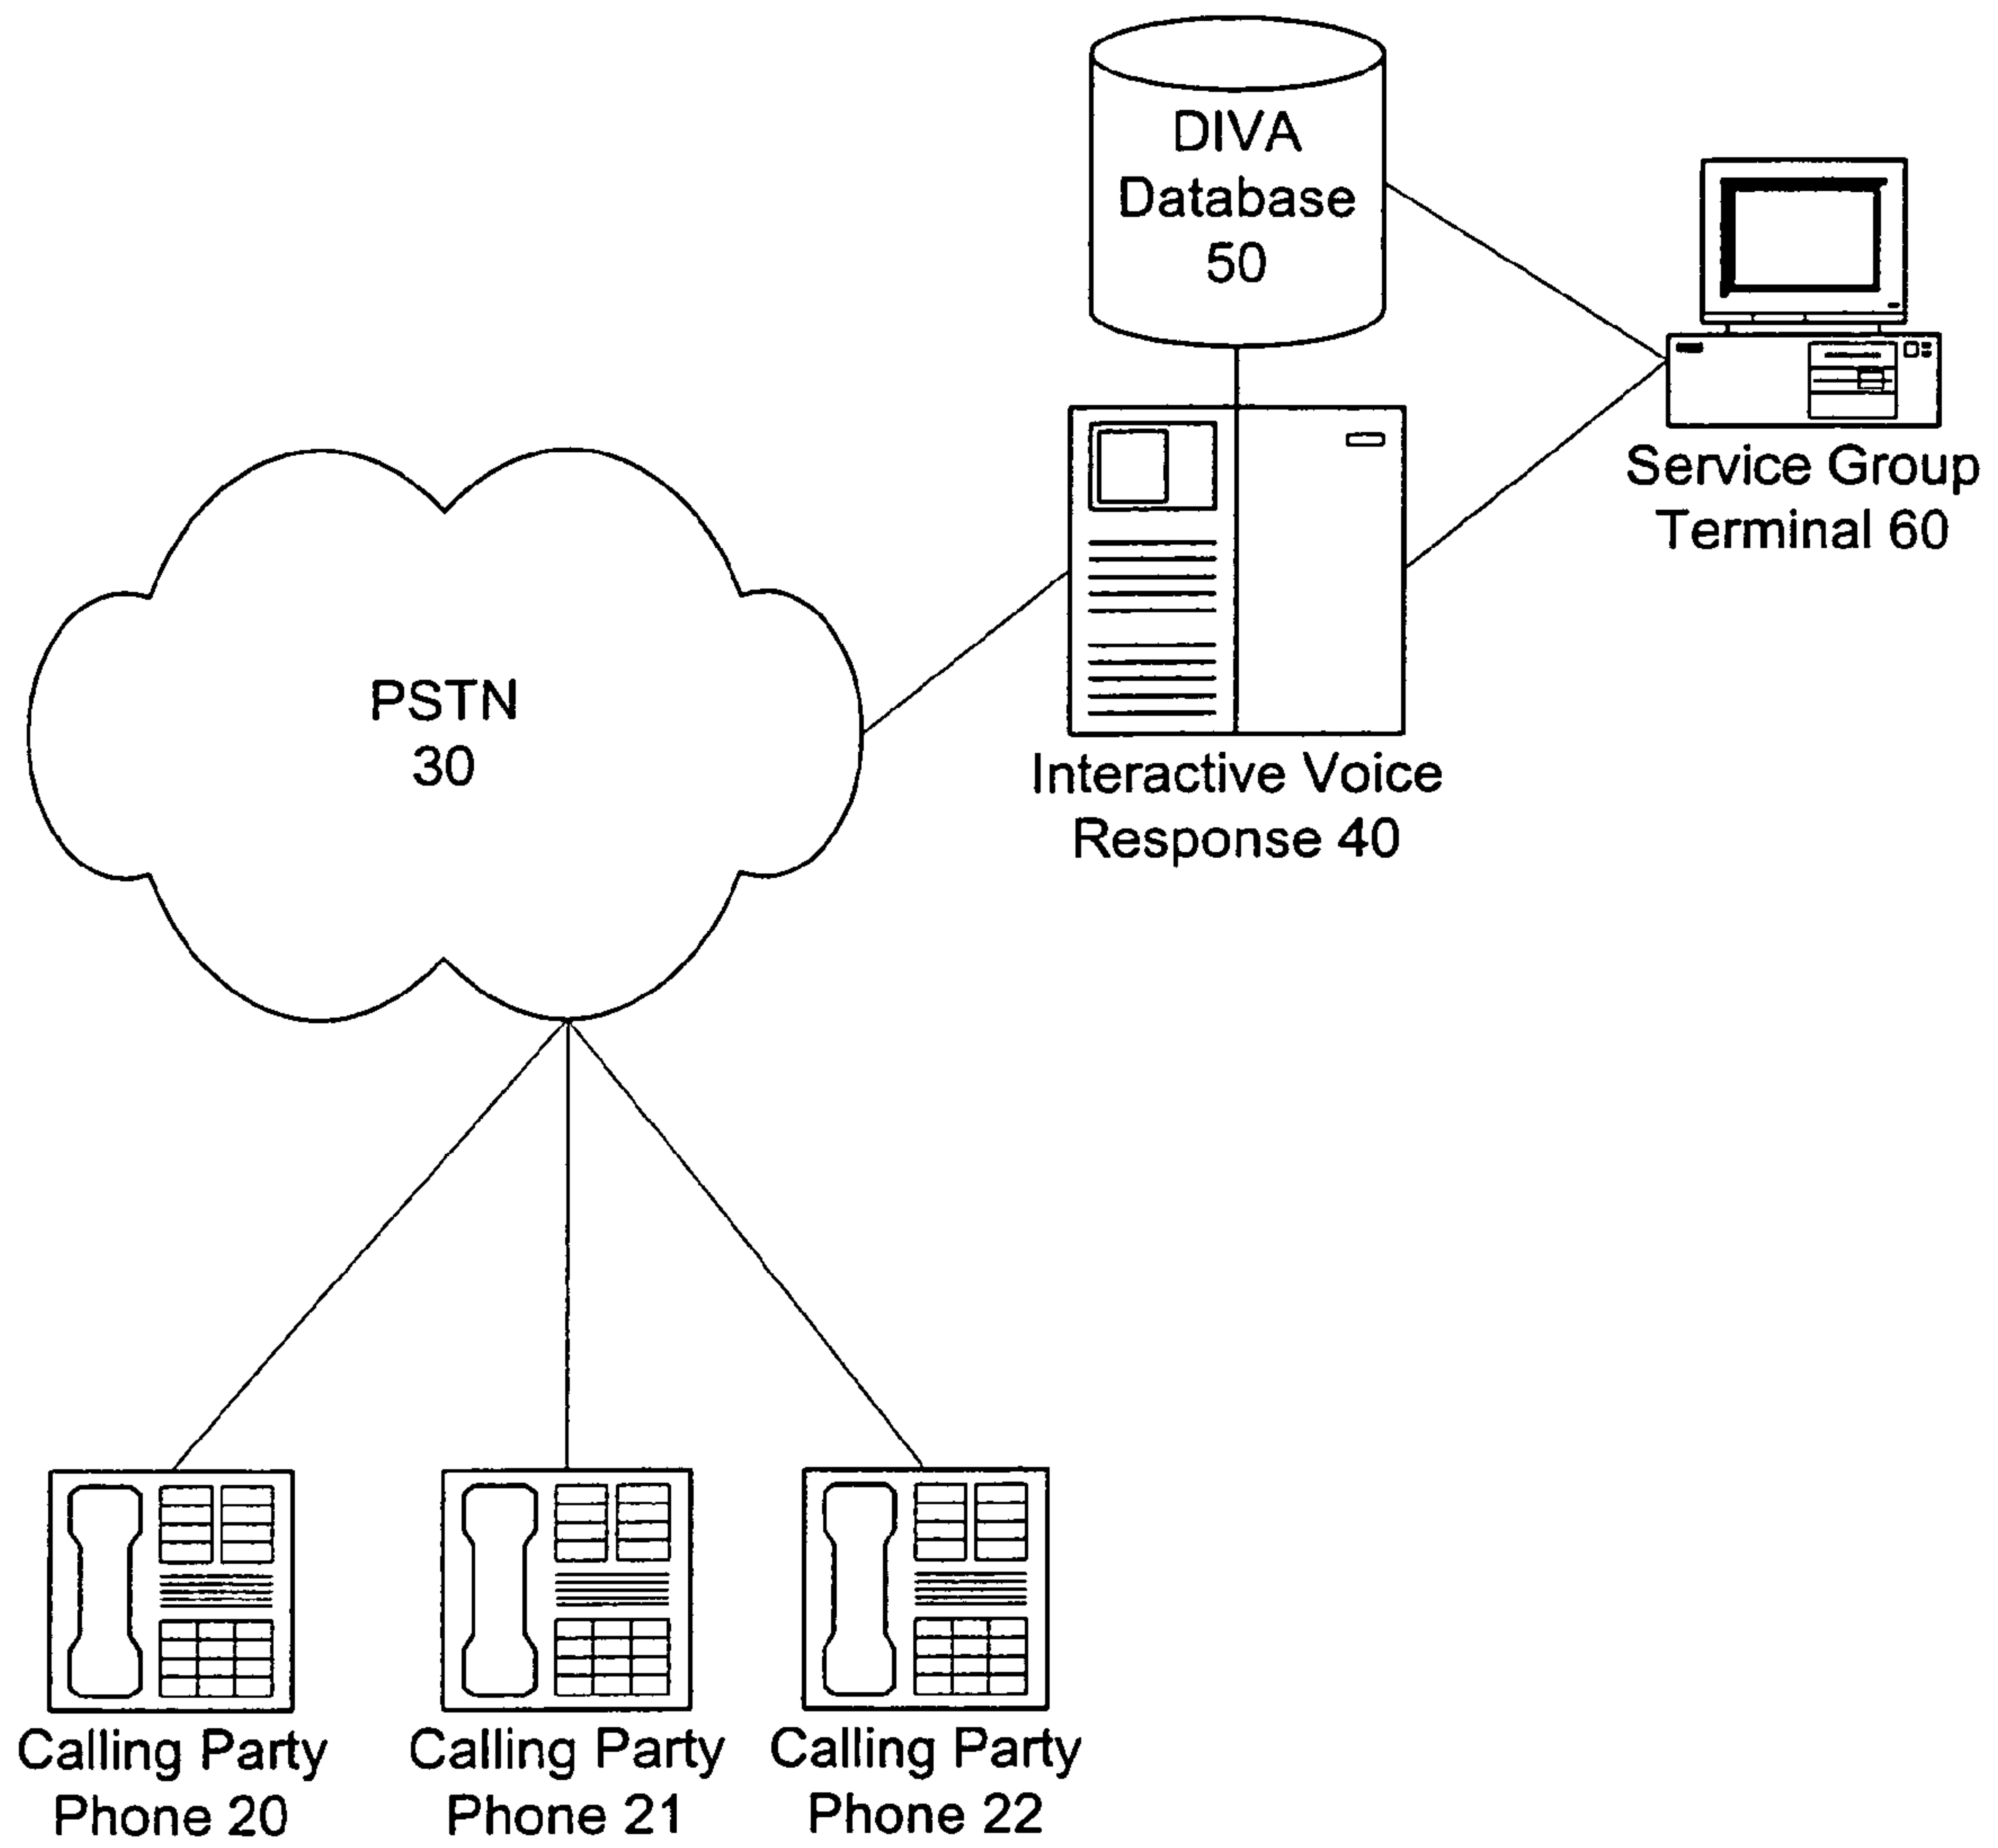 DIVA
Database
50
Service Group
Terminal 60
PSTN
30
Interactive Voice
Response 40
Calling Party
Phone 20
Calling Party
Phone 21
Calling Party
Phone 22